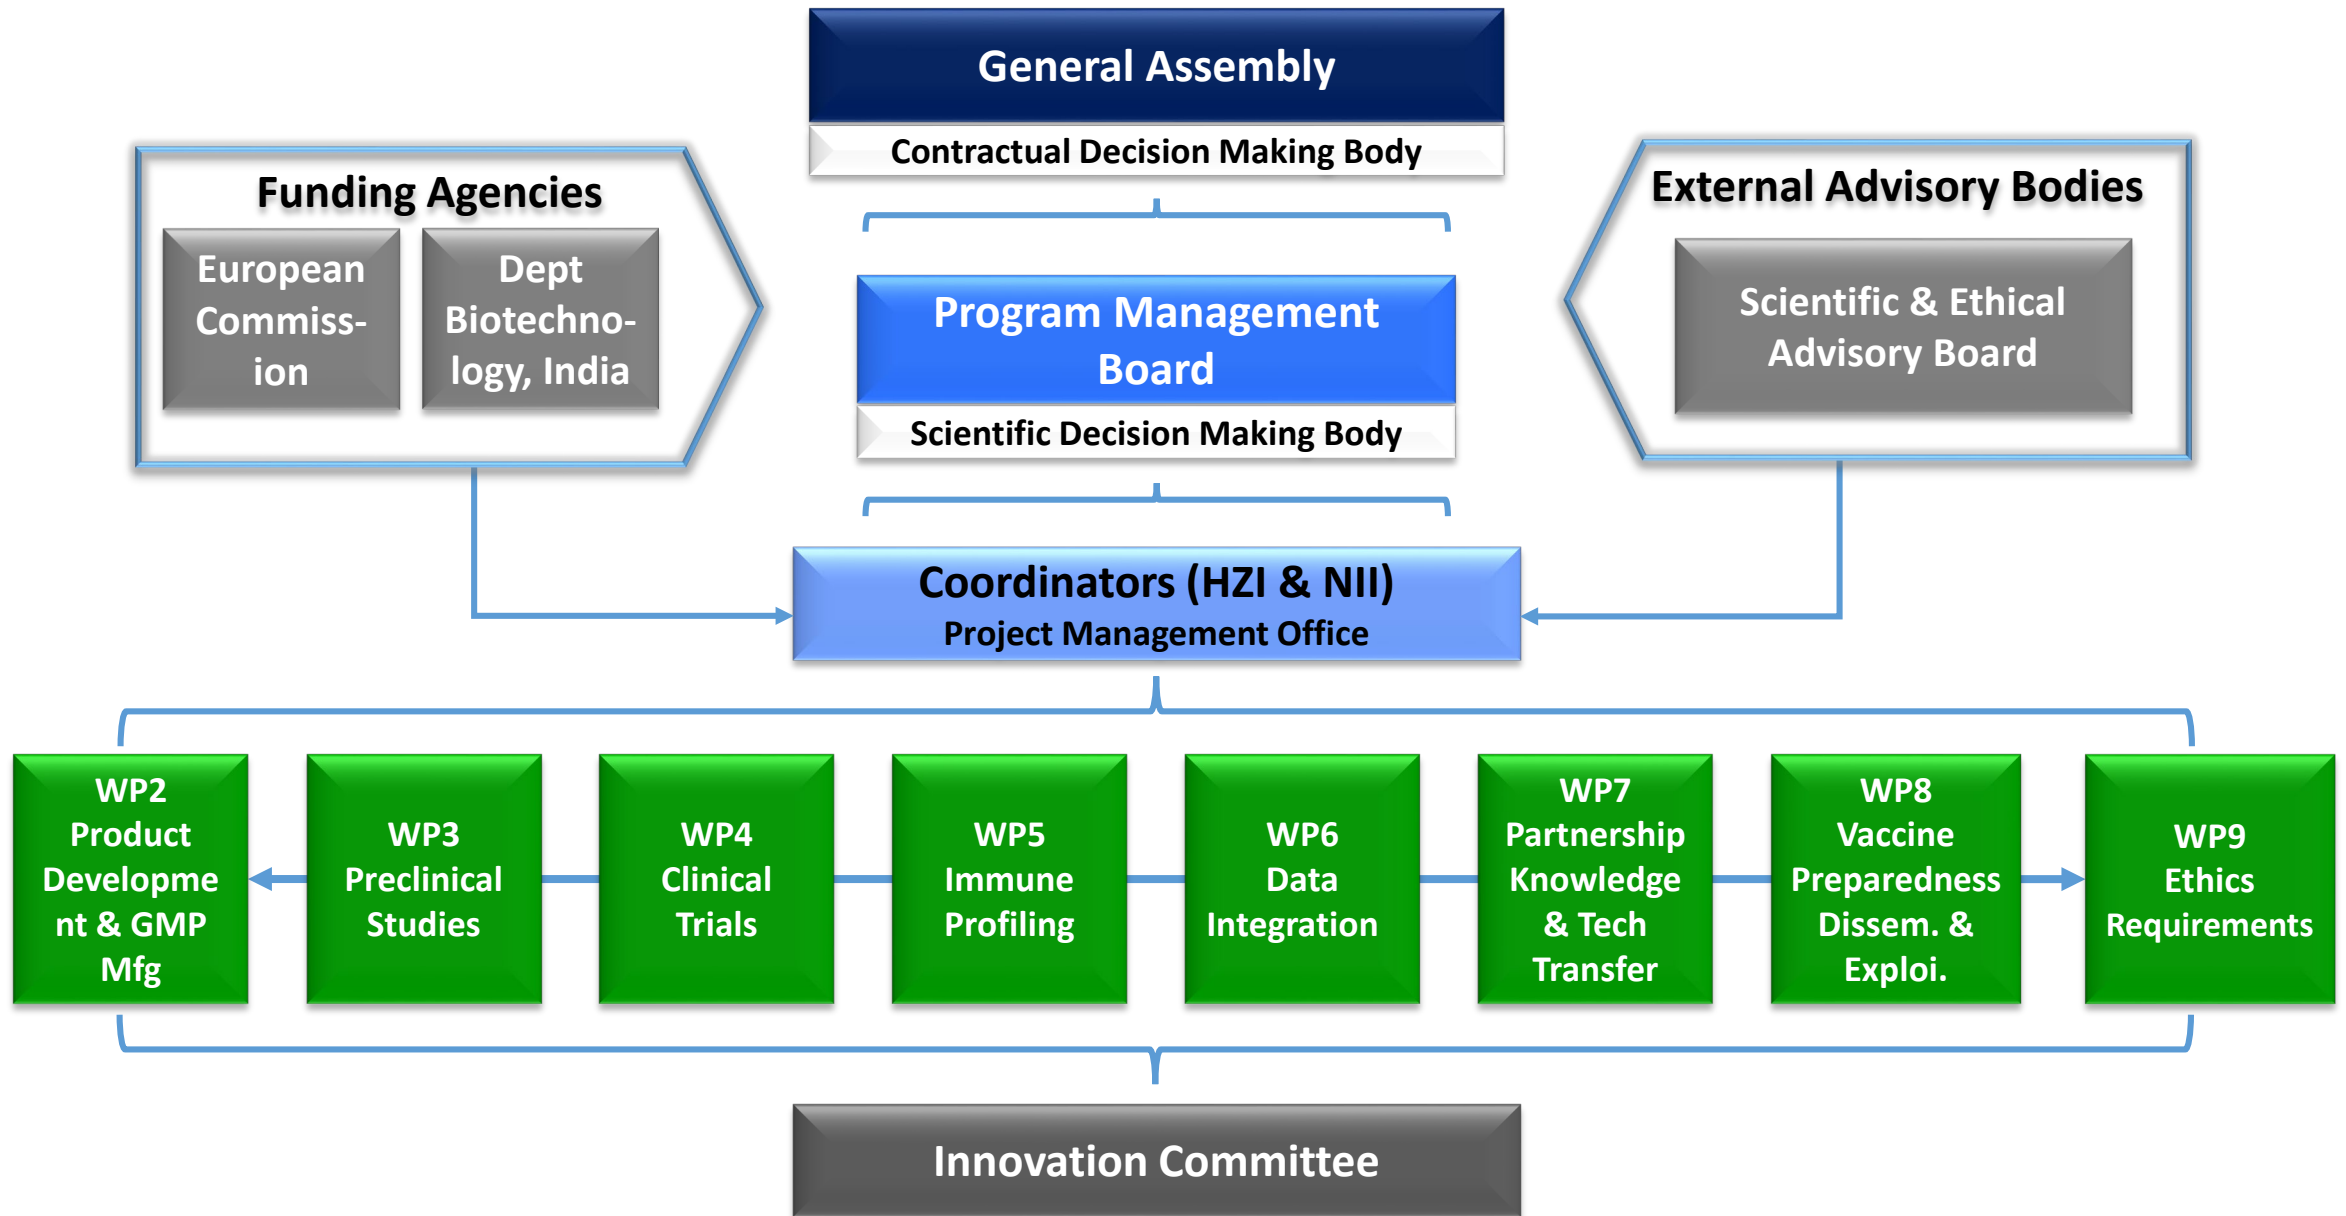 General Assembly
Contractual Decision Making Body
Funding Agencies
European
Commiss-
ion
Dept
Biotechno-
logy, India
Program Management
Board
Scientific Decision Making Body
External Advisory Bodies
Scientific & Ethical
Advisory Board
Coordinators (HZI & NII)
Project Management Office
WP2
Product
Developme
nt & GMP
Mfg
WP3
Preclinical
Studies
WP4
Clinical
Trials
WP5
Immune
Profiling
WP6
Data
Integration
WP7
Partnership
Knowledge
& Tech
Transfer
WP8
Vaccine
Preparedness
Dissem. &
Exploi.
WP9
Ethics
Requirements
Innovation Committee